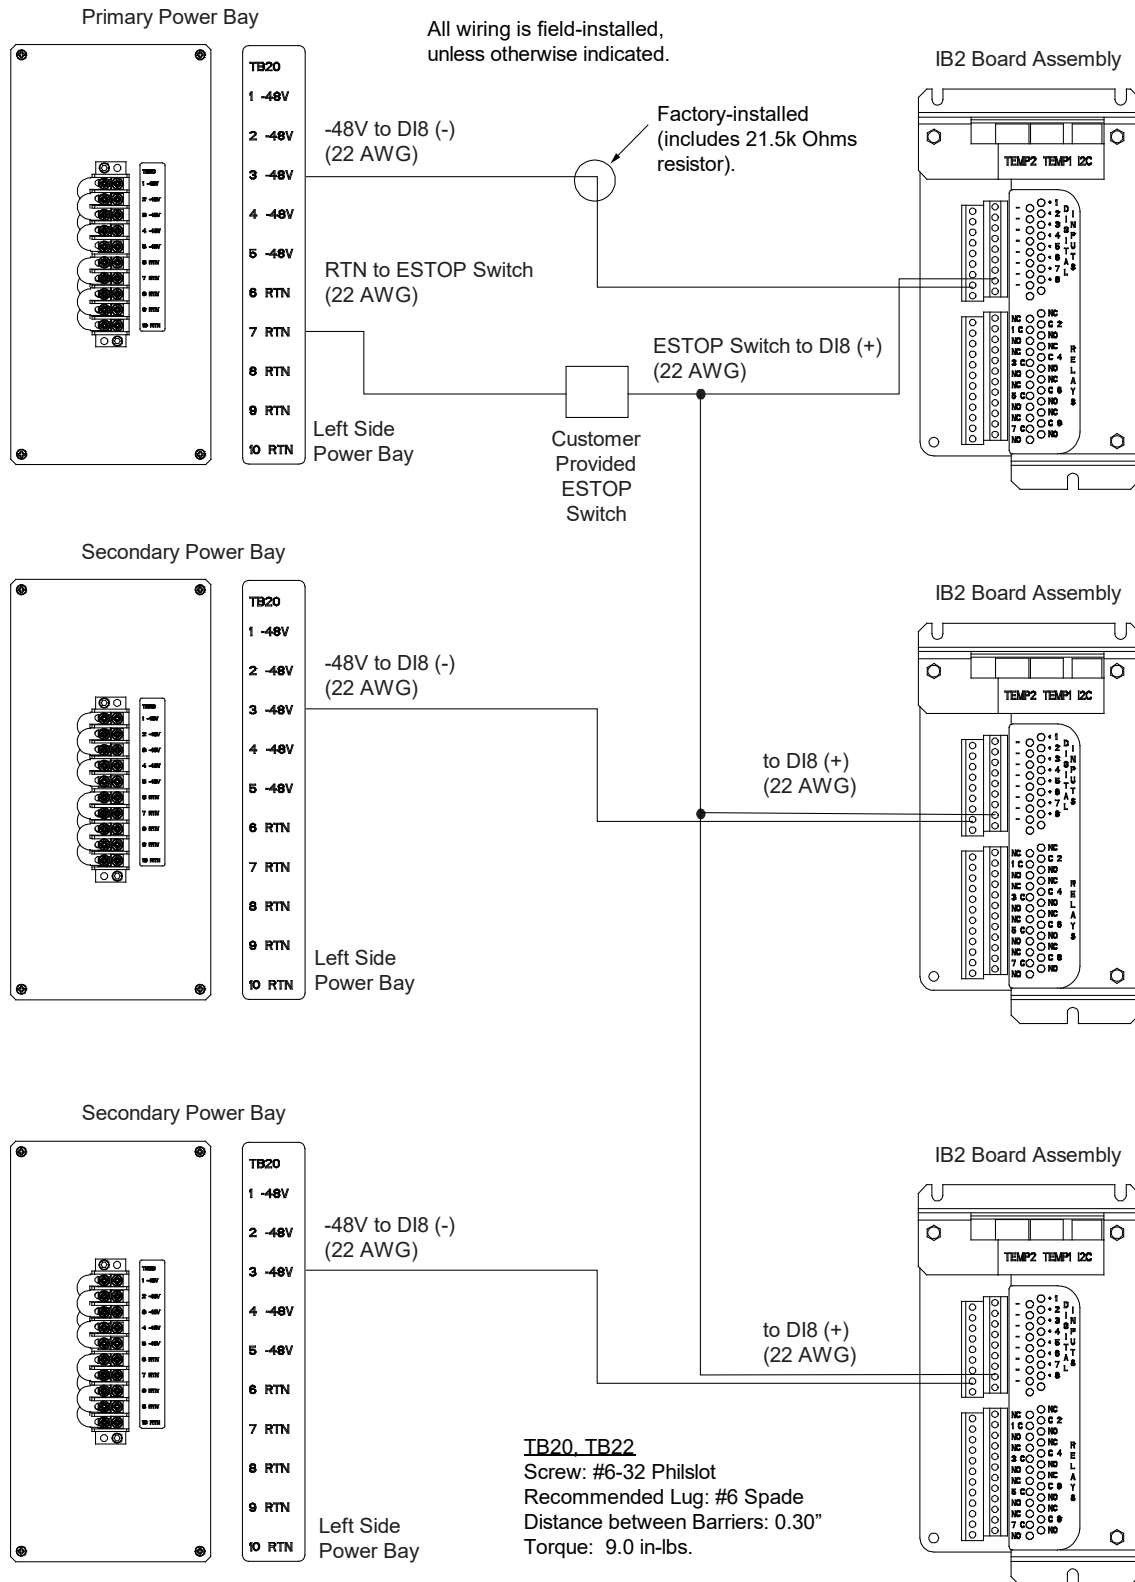 Primary Power Bay
All wiring is field-installed,
unless otherwise indicated.
IB2 Board Assembly
TB20
1 -48V
2 -48V
3 -48V
4 -48V
5 -48V
6 RTN
7 RTN
8 RTN
9 RTN
10 RTN
-48V to DI8 (-)
(22 AWG)
Factory-installed
(includes 21.5k Ohms
resistor).
RTN to ESTOP Switch
(22 AWG)
ESTOP Switch to DI8 (+)
(22 AWG)
Left Side
Power Bay
Customer
Provided
ESTOP
Switch
TEMP2 TEMP1 I2C
DIGITAL
INPUTS
RELAYS
Secondary Power Bay
IB2 Board Assembly
TB20
1 -48V
2 -48V
3 -48V
4 -48V
5 -48V
6 RTN
7 RTN
8 RTN
9 RTN
10 RTN
-48V to DI8 (-)
(22 AWG)
to DI8 (+)
(22 AWG)
Left Side
Power Bay
TEMP2 TEMP1 I2C
DIGITAL
INPUTS
RELAYS
Secondary Power Bay
IB2 Board Assembly
TB20
1 -48V
2 -48V
3 -48V
4 -48V
5 -48V
6 RTN
7 RTN
8 RTN
9 RTN
10 RTN
-48V to DI8 (-)
(22 AWG)
to DI8 (+)
(22 AWG)
Left Side
Power Bay
TEMP2 TEMP1 I2C
DIGITAL
INPUTS
RELAYS
TB20, TB22
Screw: #6-32 Philslot
Recommended Lug: #6 Spade
Distance between Barriers: 0.30”
Torque: 9.0 in-lbs.